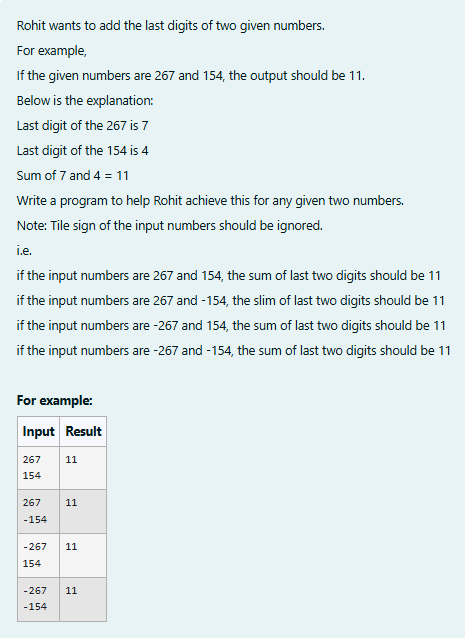 Rohit wants to add the last digits of two given numbers.
For example,
If the given numbers are 267 and 154, the output should be 11.
Below is the explanation:
Last digit of the 267 is 7
Last digit of the 154 is 4
Sum of 7 and 4 = 11
Write a program to help Rohit achieve this for any given two numbers.
Note: Tile sign of the input numbers should be ignored.
i.e.
if the input numbers are 267 and 154, the sum of last two digits should be 11
if the input numbers are 267 and -154, the slim of last two digits should be 11
if the input numbers are -267 and 154, the sum of last two digits should be 11
if the input numbers are -267 and -154, the sum of last two digits should be 11
For example:
Input Result
267 11
154
267 11
-154
-267 11
154
-267 11
-154